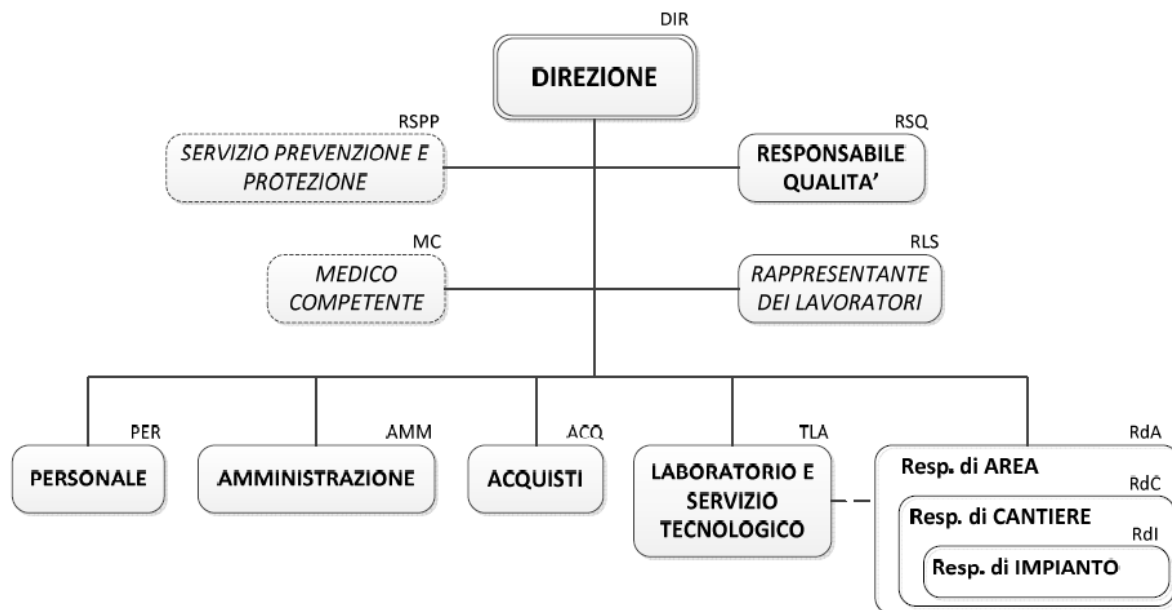 DIR
DIREZIONE
RSPP
SERVIZIO PREVENZIONE E
PROTEZIONE
RSQ
RESPONSABILE
QUALITA’
MC
MEDICO
COMPETENTE
RLS
RAPPRESENTANTE
DEI LAVORATORI
PER
PERSONALE
AMM
AMMINISTRAZIONE
ACQ
ACQUISTI
TLA
LABORATORIO E
SERVIZIO
TECNOLOGICO
RdA
Resp. di AREA
RdC
Resp. di CANTIERE
RdI
Resp. di IMPIANTO